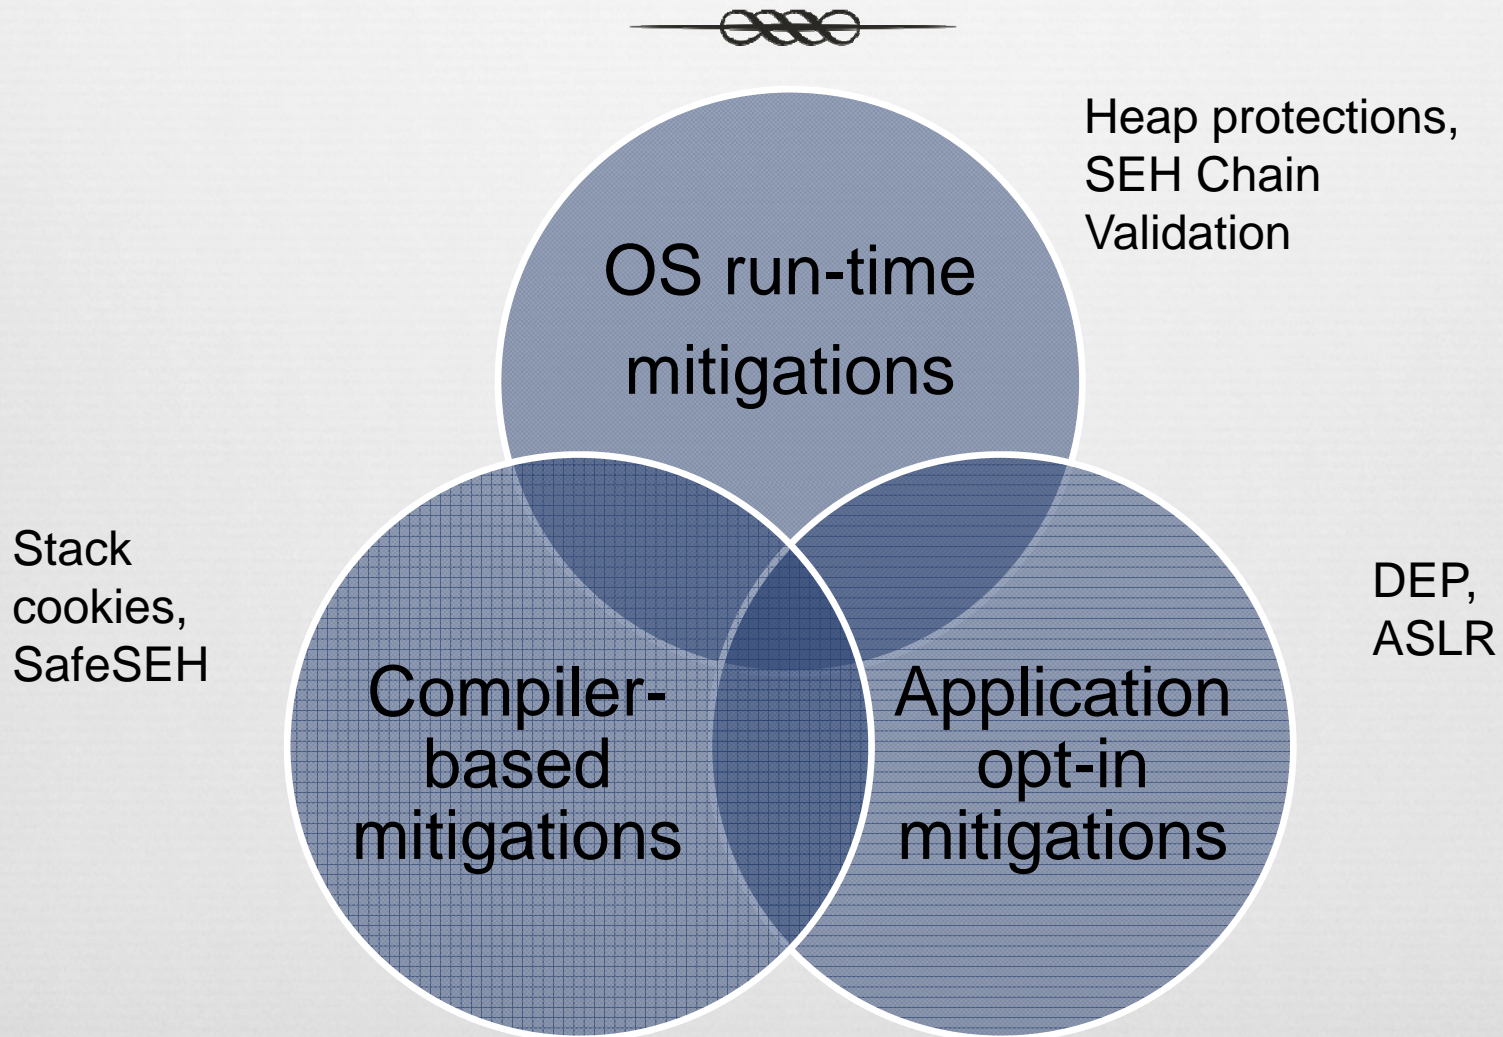 Heap protections,
SEH Chain
Validation
OS run-time
mitigations
Stack
cookies,
SafeSEH
DEP,
ASLR
Compiler-
based
mitigations
Application
opt-in
mitigations